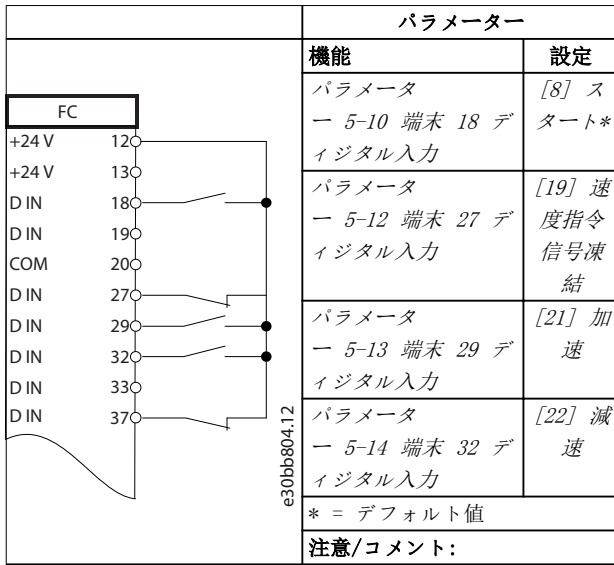 FC
+24 V 12
+24 V 13
D IN 18
D IN 19
COM 20
D IN 27
D IN 29
D IN 32
D IN 33
D IN 37
e30bb804.12
パラメーター
機能 設定
パラメータ
ー 5-10 端末 18 デ
ィジタル入力
[8] ス
タート*
パラメータ
ー 5-12 端末 27 デ
ィジタル入力
[19] 速
度指令
信号凍
結
パラメータ
ー 5-13 端末 29 デ
ィジタル入力
[21] 加
速
パラメータ
ー 5-14 端末 32 デ
ィジタル入力
[22] 減
速
* = デフォルト値
注意/コメント: